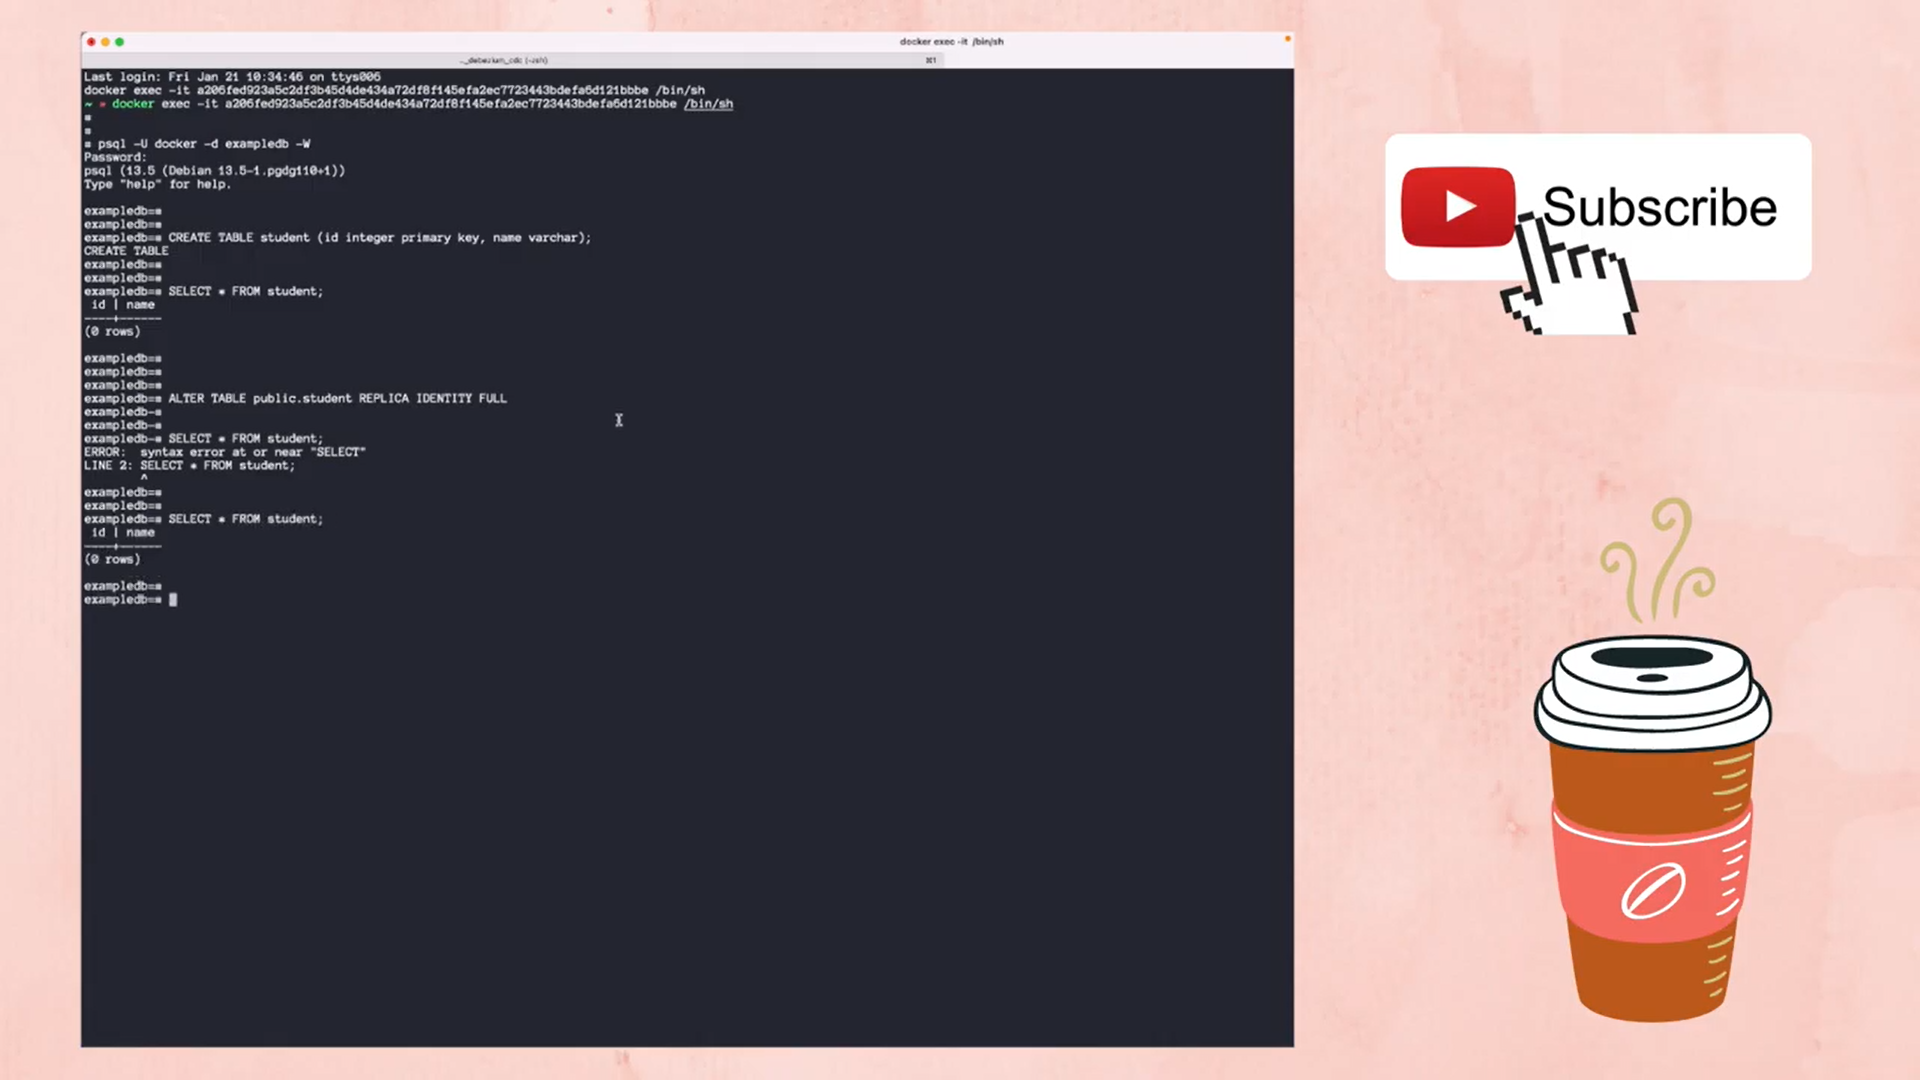 docker exec -it /bin/sh
.._debezium_cdc (-zsh)
⌘1
Last login: Fri Jan 21 10:34:46 on ttys006
docker exec -it a206fed923a5c2df3b45d4de434a72df8f145efa2ec7723443bdefa6d121bbbe /bin/sh
~ docker exec -it a206fed923a5c2df3b45d4de434a72df8f145efa2ec7723443bdefa6d121bbbe /bin/sh
#
#
# psql -U docker -d exampledb -W
Password:
psql (13.5 (Debian 13.5-1.pgdg110+1))
Type "help" for help.
exampledb=#
exampledb=#
exampledb=# CREATE TABLE student (id integer primary key, name varchar);
CREATE TABLE
exampledb=#
exampledb=#
exampledb=# SELECT * FROM student;
id | name
----+------
(0 rows)
exampledb=#
exampledb=#
exampledb=#
exampledb=# ALTER TABLE public.student REPLICA IDENTITY FULL
exampledb-#
exampledb-#
exampledb-# SELECT * FROM student;
ERROR:  syntax error at or near "SELECT"
LINE 2: SELECT * FROM student;
^
exampledb=#
exampledb=#
exampledb=# SELECT * FROM student;
id | name
----+------
(0 rows)
exampledb=#
exampledb=#
Subscribe